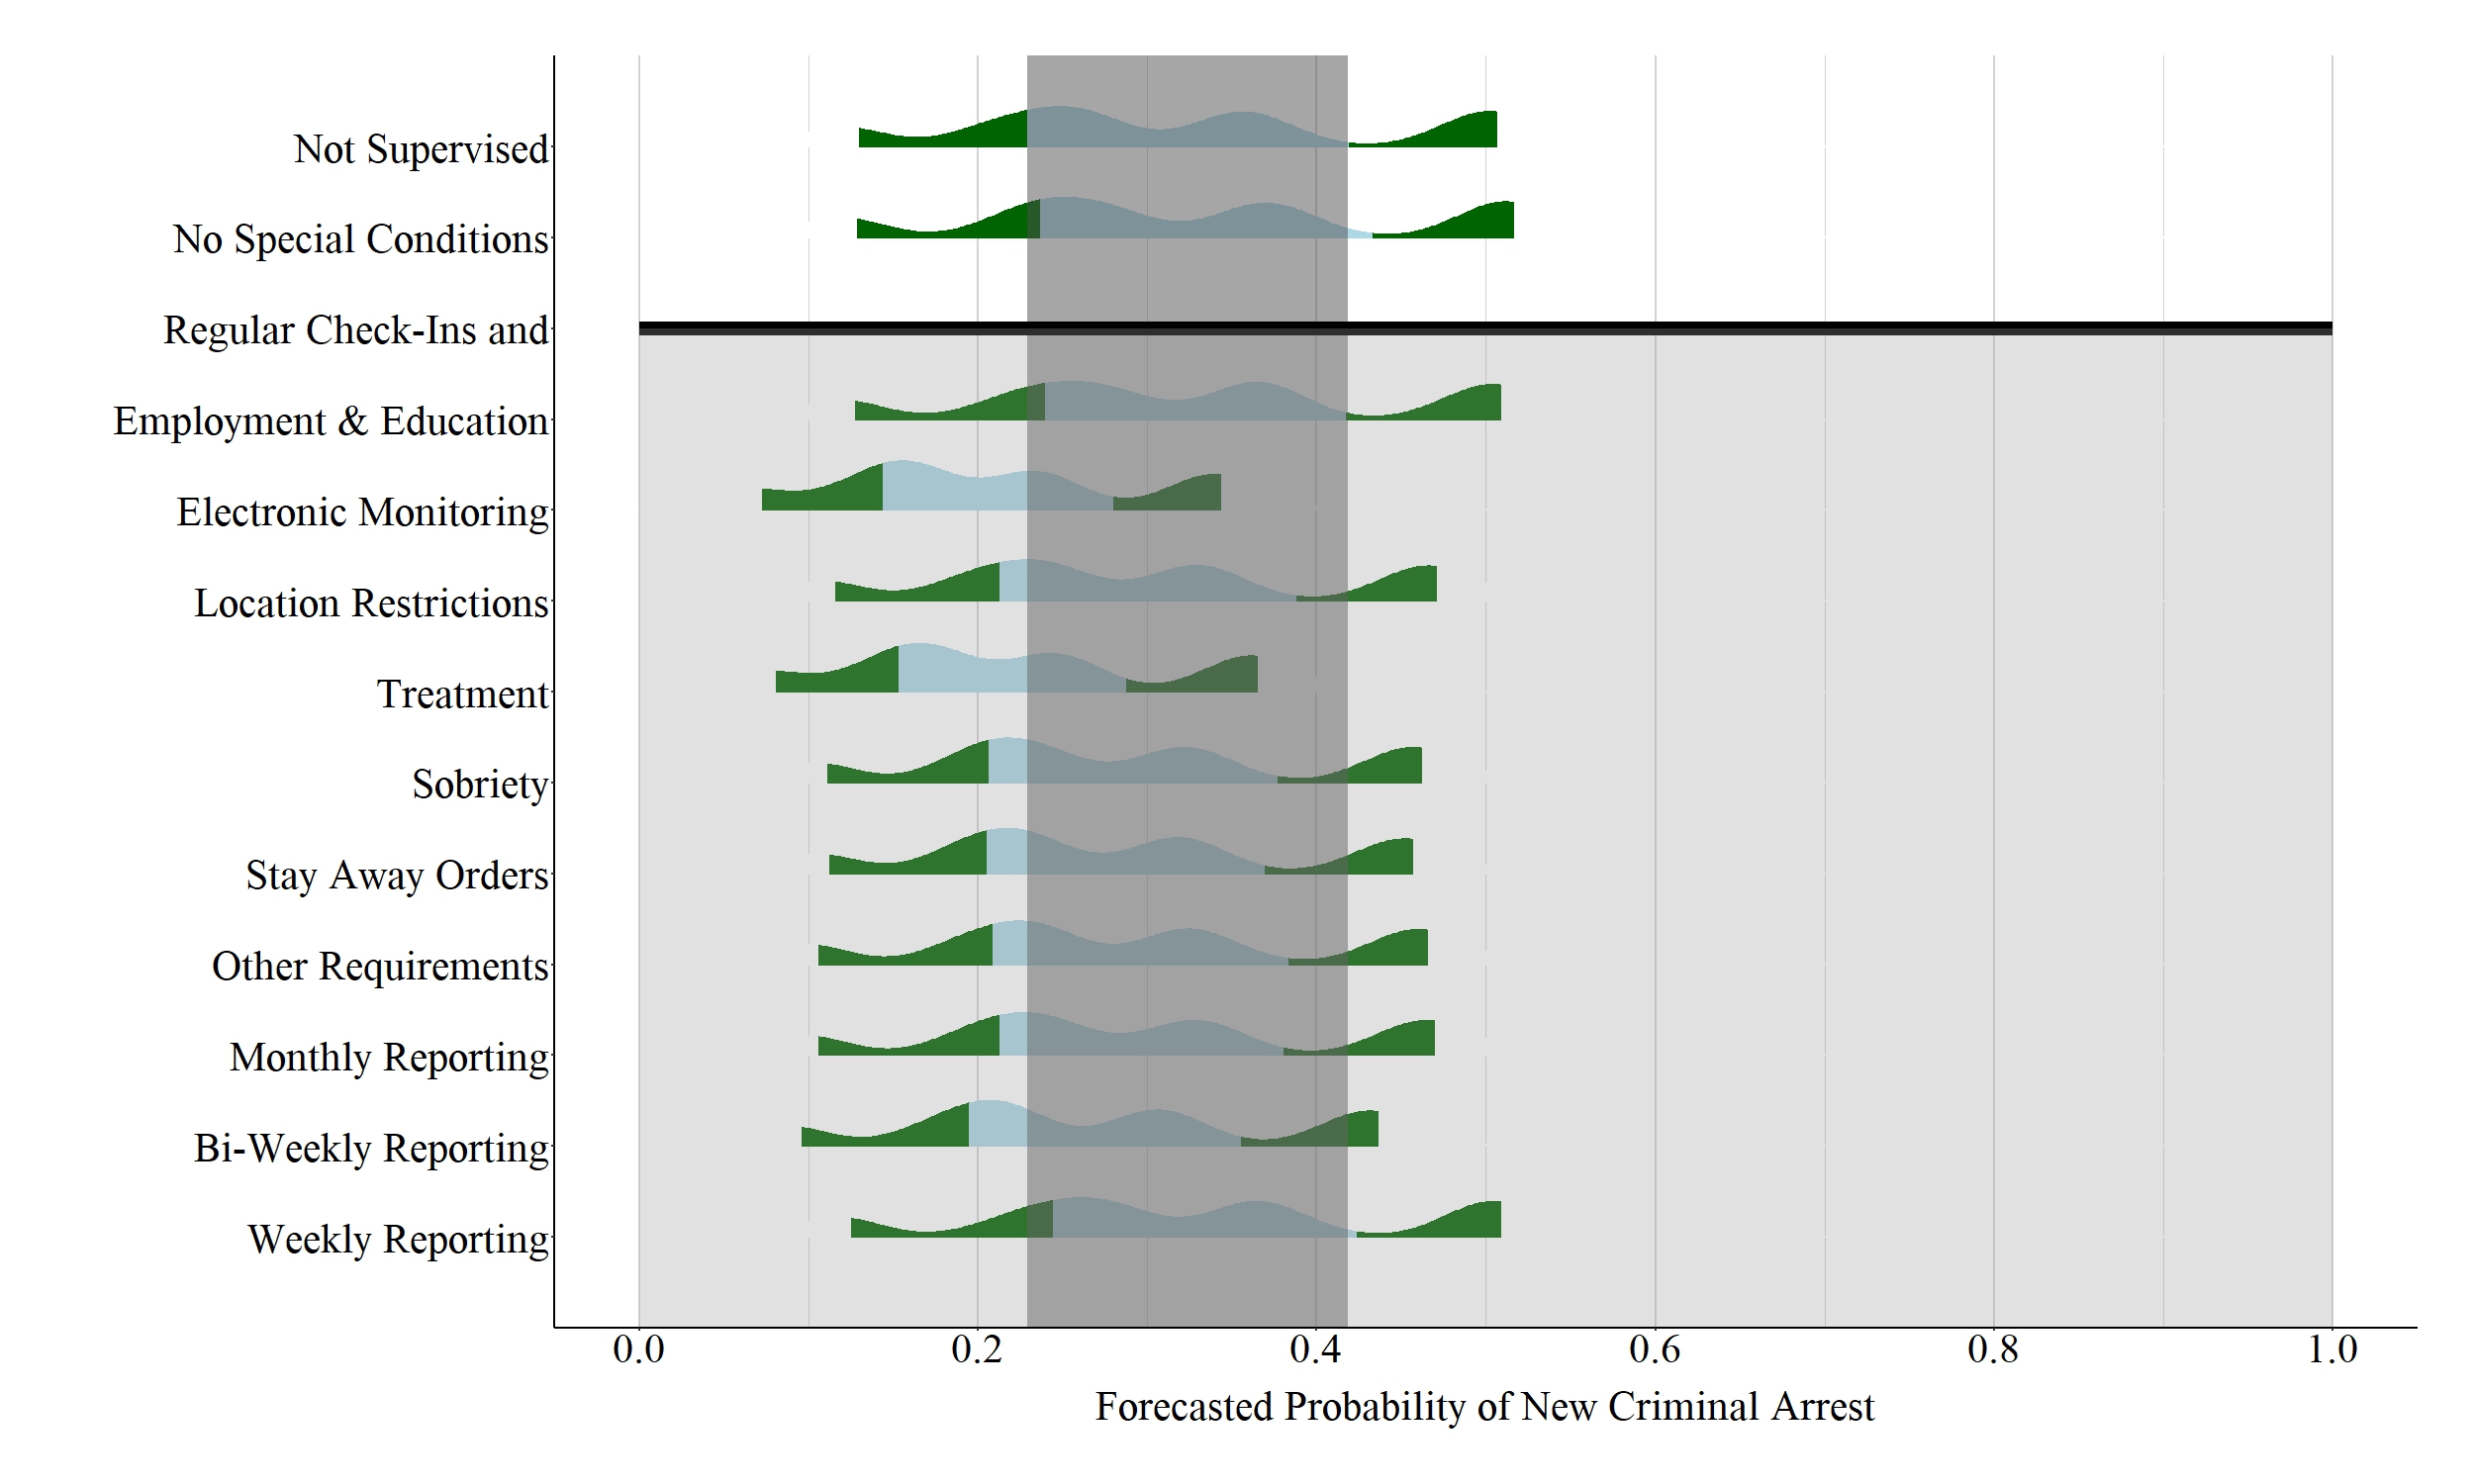 Not Supervised
No Special Conditions
Regular Check-Ins and
Employment & Education
Electronic Monitoring
Location Restrictions
Treatment
Sobriety
Stay Away Orders
Other Requirements
Monthly Reporting
Bi-Weekly Reporting
Weekly Reporting
0.0 0.2 0.4 0.6 0.8 1.0
Forecasted Probability of New Criminal Arrest